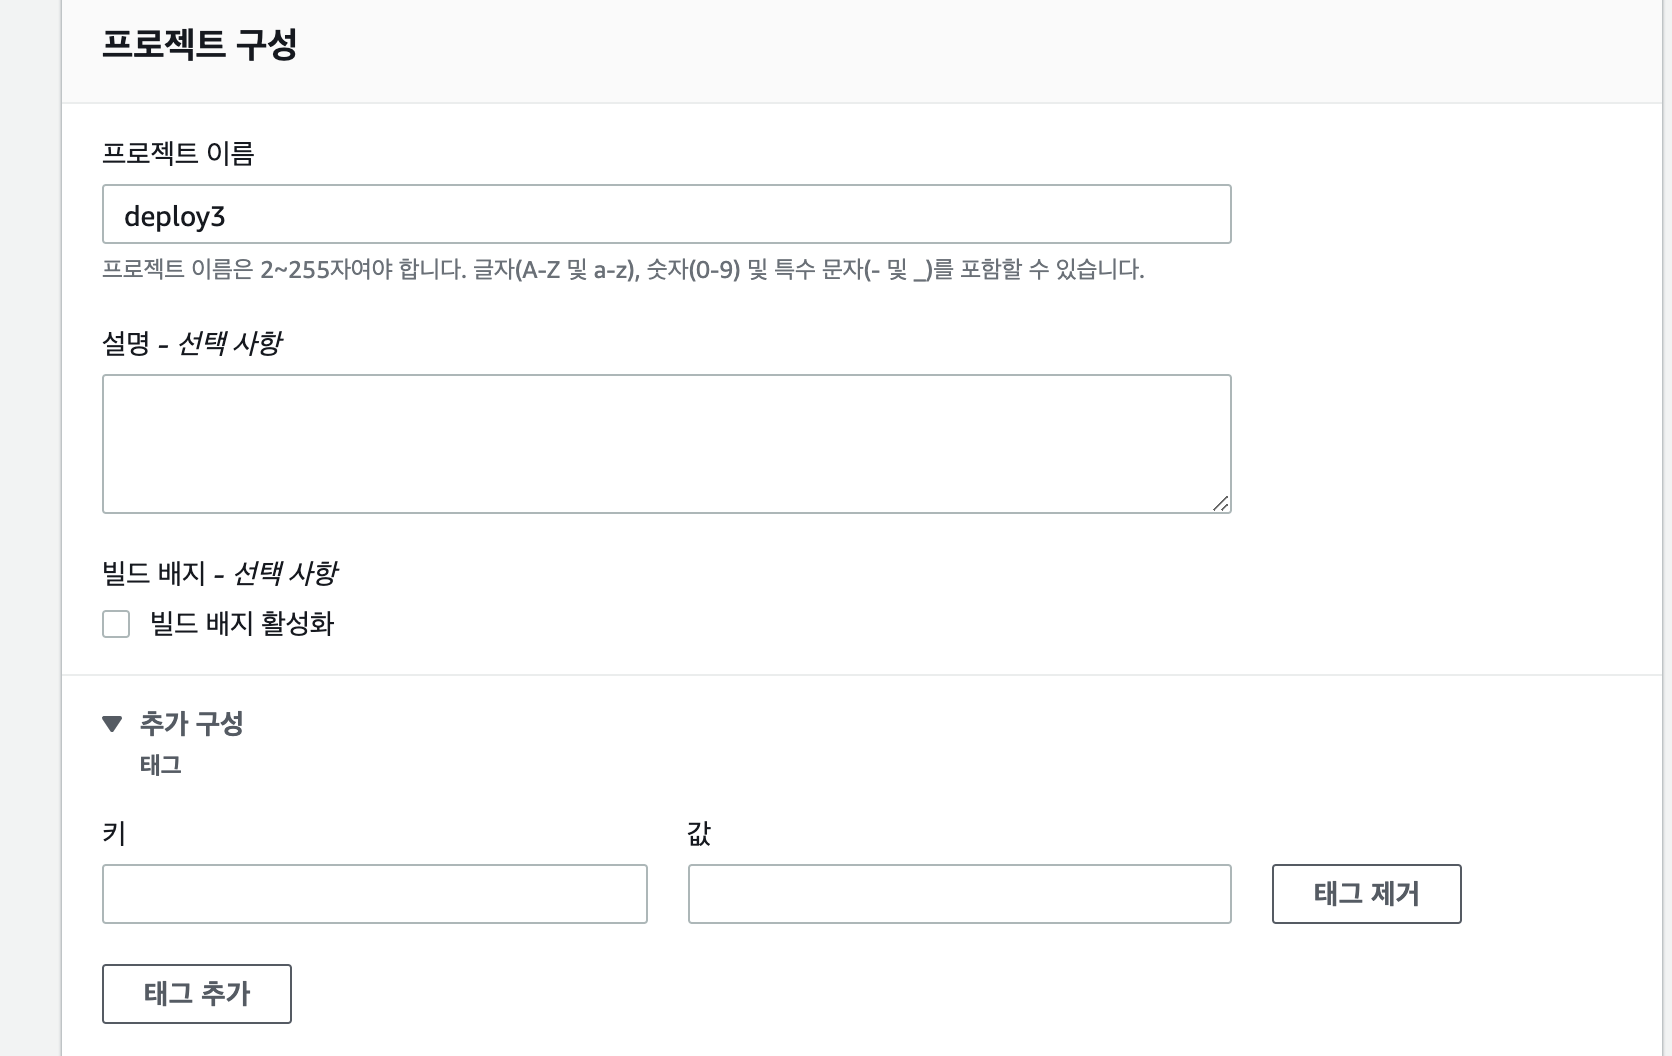 프로젝트 구성
프로젝트 이름
deploy3
프로젝트 이름은 2~255자여야 합니다. 글자(A-Z 및 a-z), 숫자(0-9) 및 특수 문자(- 및 _)를 포함할 수 있습니다.
설명 - 선택 사항
빌드 배지 - 선택 사항
빌드 배지 활성화
추가 구성
태그
키 값
태그 제거
태그 추가